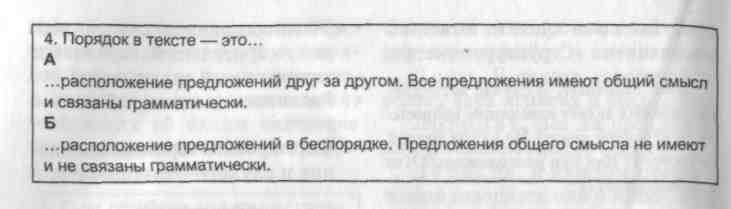 4. Порядок в тексте — это...
А
...расположение предложений друг за другом. Все предложения имеют общий смысл
и связаны грамматически.
Б
...расположение предложений в беспорядке. Предложения общего смысла не имеют
и не связаны грамматически.